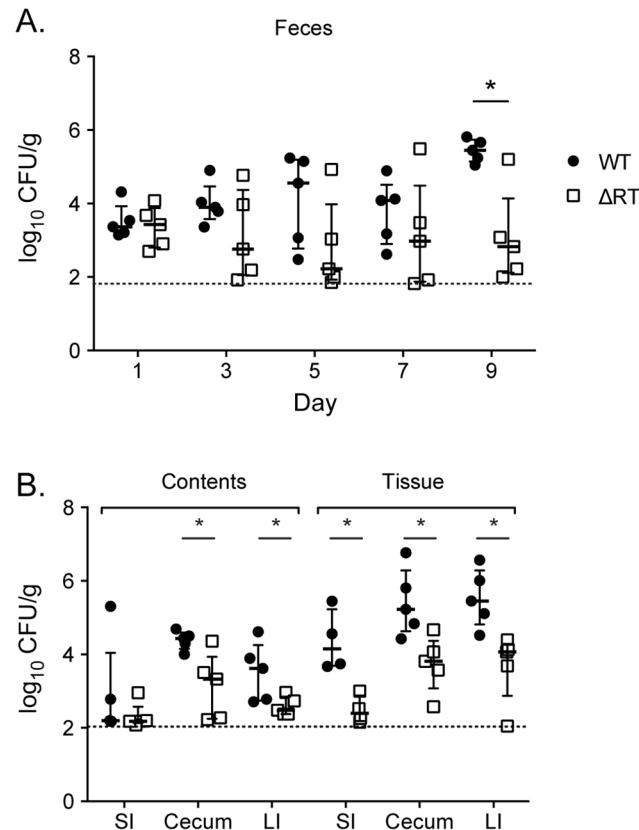 A.
Feces
8
6
4
2
0
log10 CFU/g
*
WT
ΔRT
1 3 5 7 9
Day
B.
Contents Tissue
8
6
4
2
0
log10 CFU/g
* * * * *
SI Cecum LI SI Cecum LI